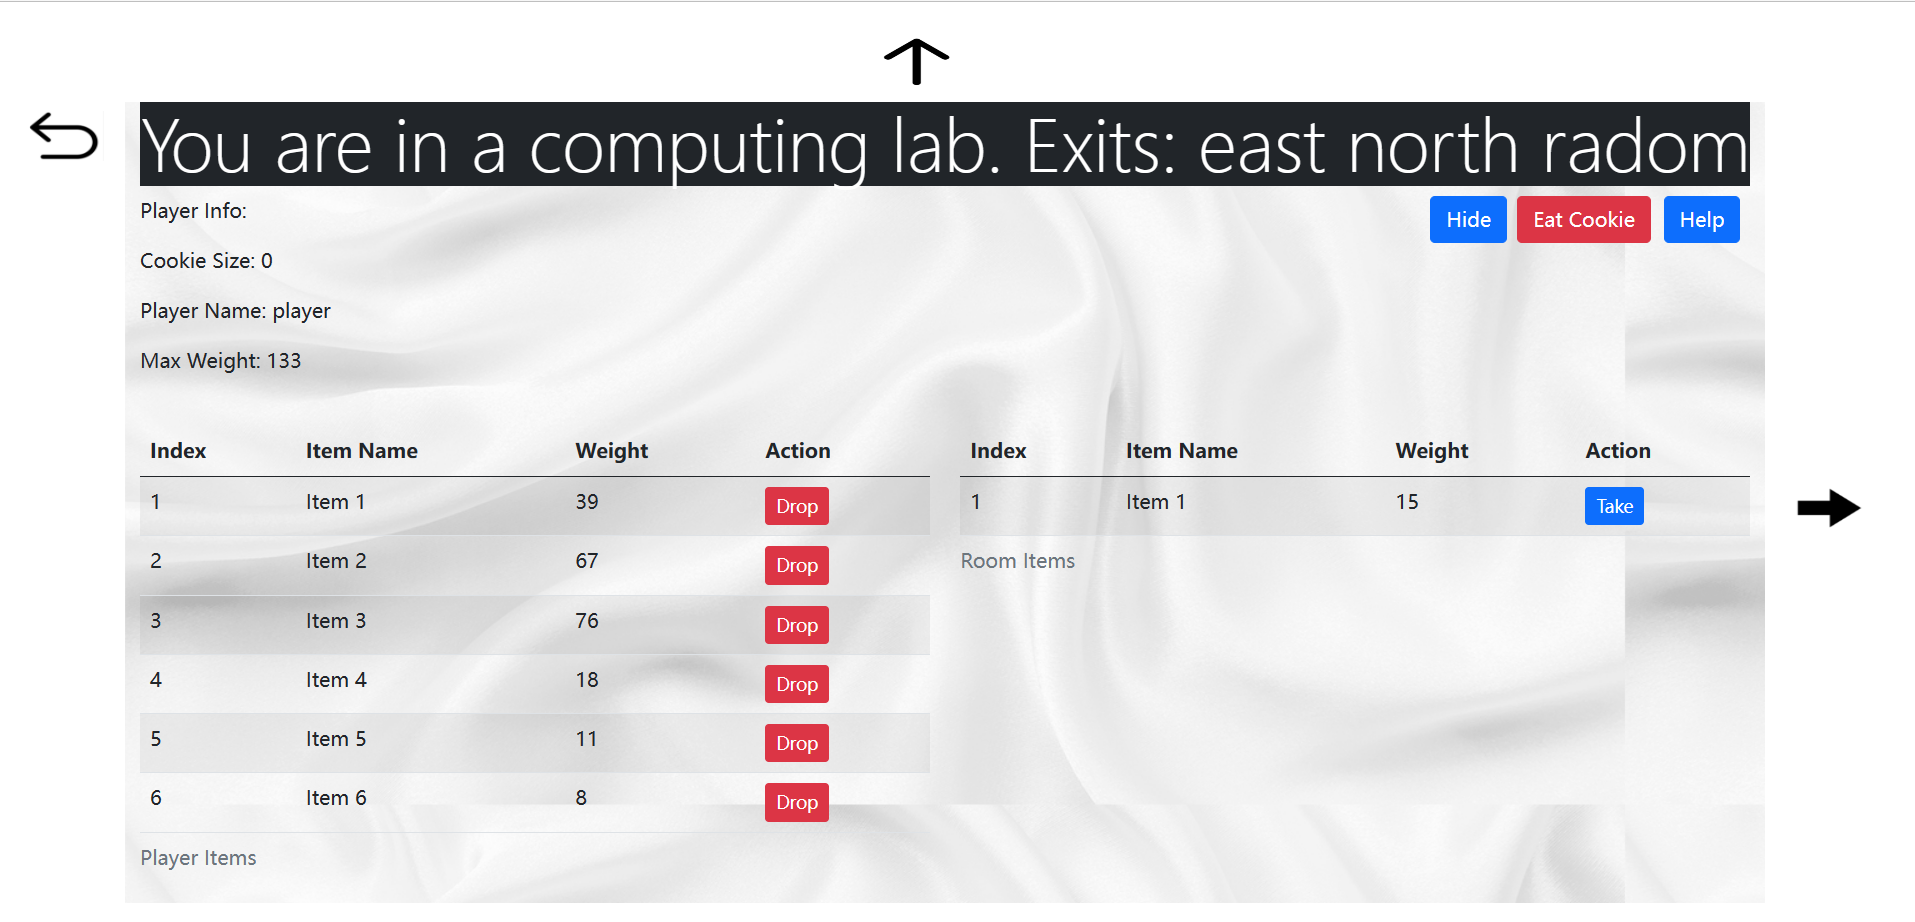 You are in a computing lab. Exits: east north radom
Player Info:
Hide Eat Cookie Help
Cookie Size: 0
Player Name: player
Max Weight: 133
Index Item Name Weight Action
1 Item 1 39 Drop
2 Item 2 67 Drop
3 Item 3 76 Drop
4 Item 4 18 Drop
5 Item 5 11 Drop
6 Item 6 8 Drop
Player Items
Index Item Name Weight Action
1 Item 1 15 Take
Room Items